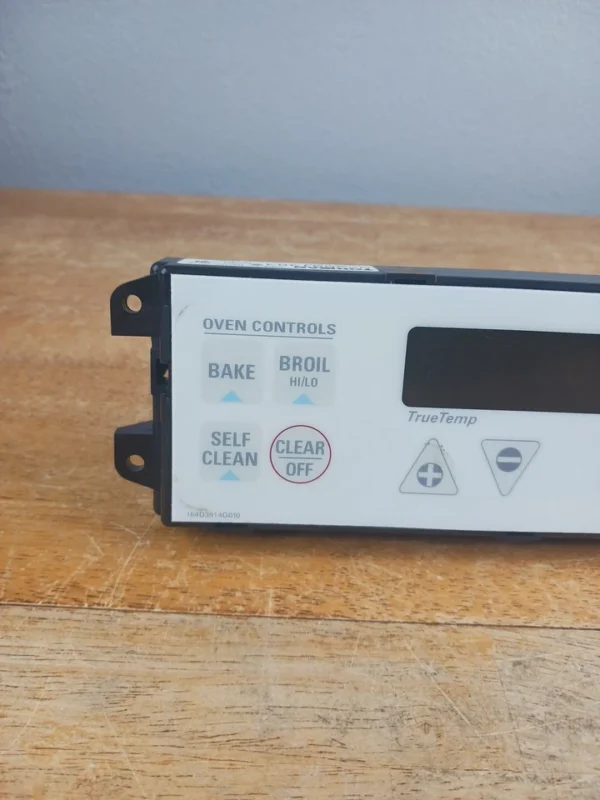 OVEN CONTROLS
BAKE
BROIL
HI/LO
SELF
CLEAN
CLEAR
OFF
TrueTemp